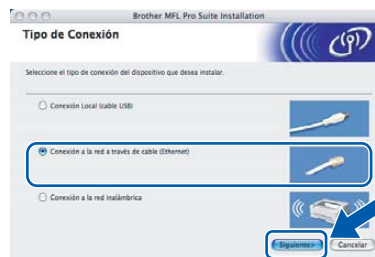 Brother MFL Pro Suite Installation
Tipo de Conexión
Seleccione el tipo de conexión del dispositivo que desea instalar.
Conexión Local (cable USB)
Conexión a la red a través de cable (Ethernet)
Conexión a la red inalámbrica
Siguiente>
Cancelar